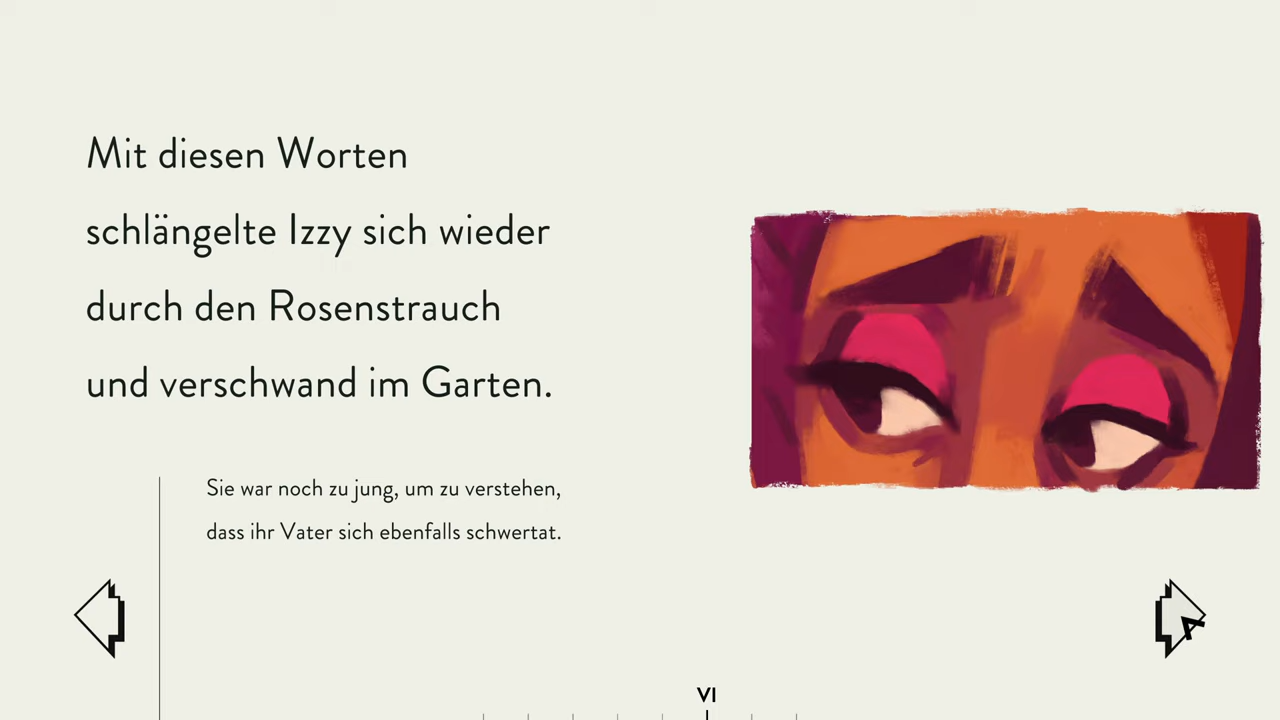 Mit diesen Worten
schlängelte Izzy sich wieder
durch den Rosenstrauch
und verschwand im Garten.
Sie war noch zu jung, um zu verstehen,
dass ihr Vater sich ebenfalls schwertat.
VI